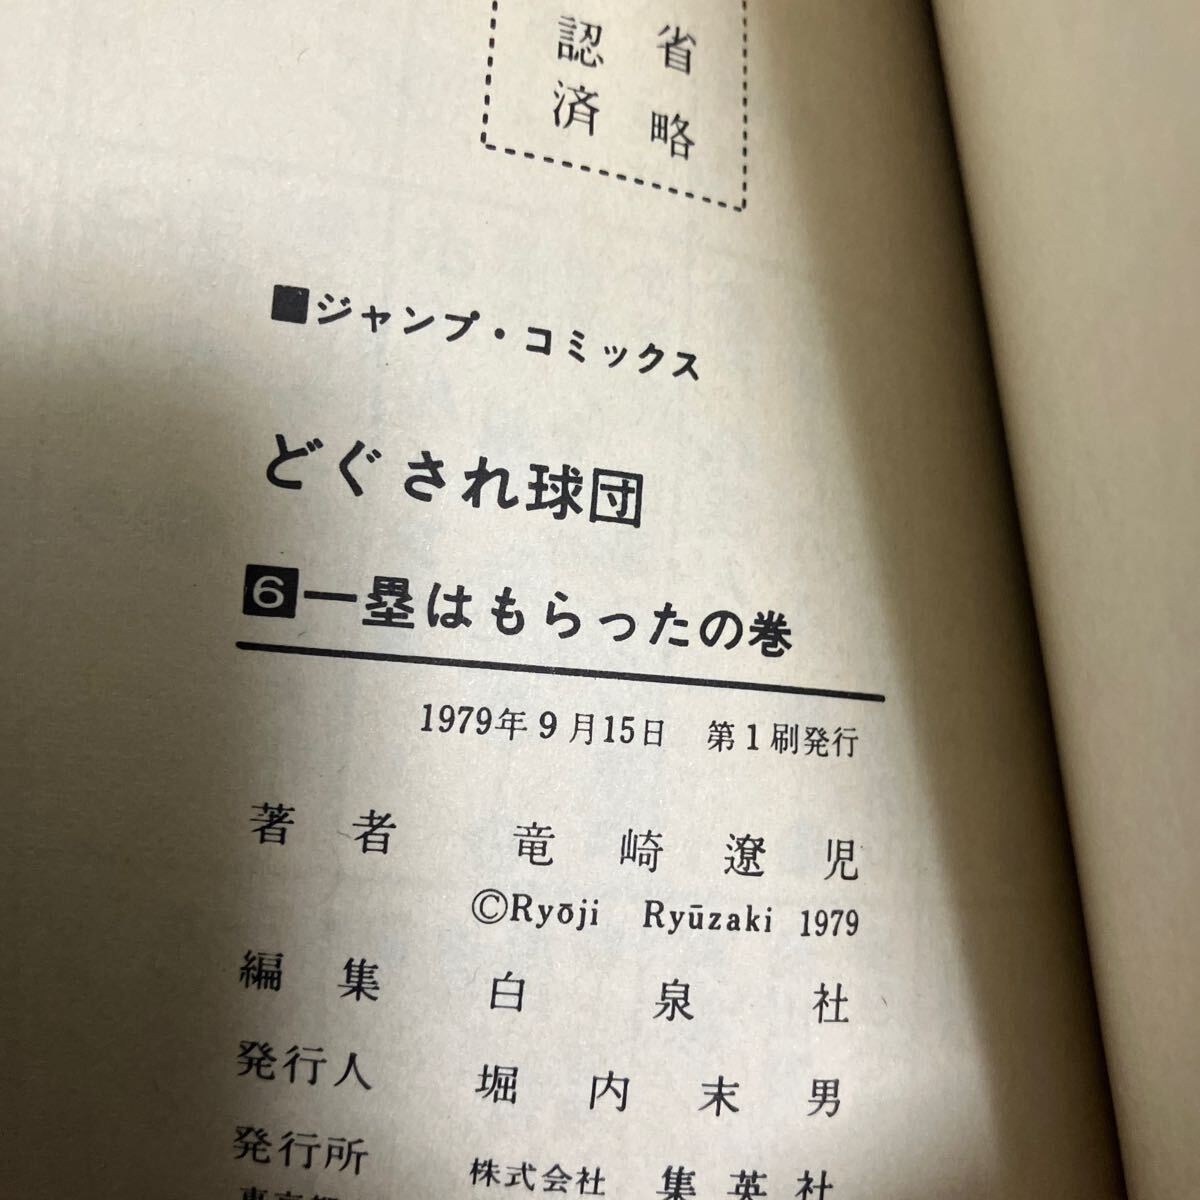 省略
認済
■ジャンプ・コミックス
どぐされ球団
6一塁はもらったの巻
1979年9月15日 第1刷発行
著者 竜崎遼児
©Ryōji Ryūzaki 1979
編集 白泉社
発行人 堀内末男
発行所 株式会社 集英社